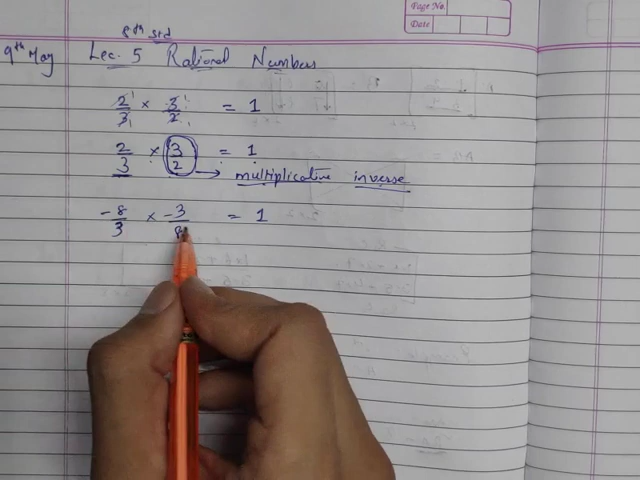 Page No.
Date
8th Std
9th May Lec. 5 Rational Numbers
2/3 × 3/2 = 1
2/3 × 3/2 = 1
→ multiplicative inverse
-8/3 × -3/8 = 1